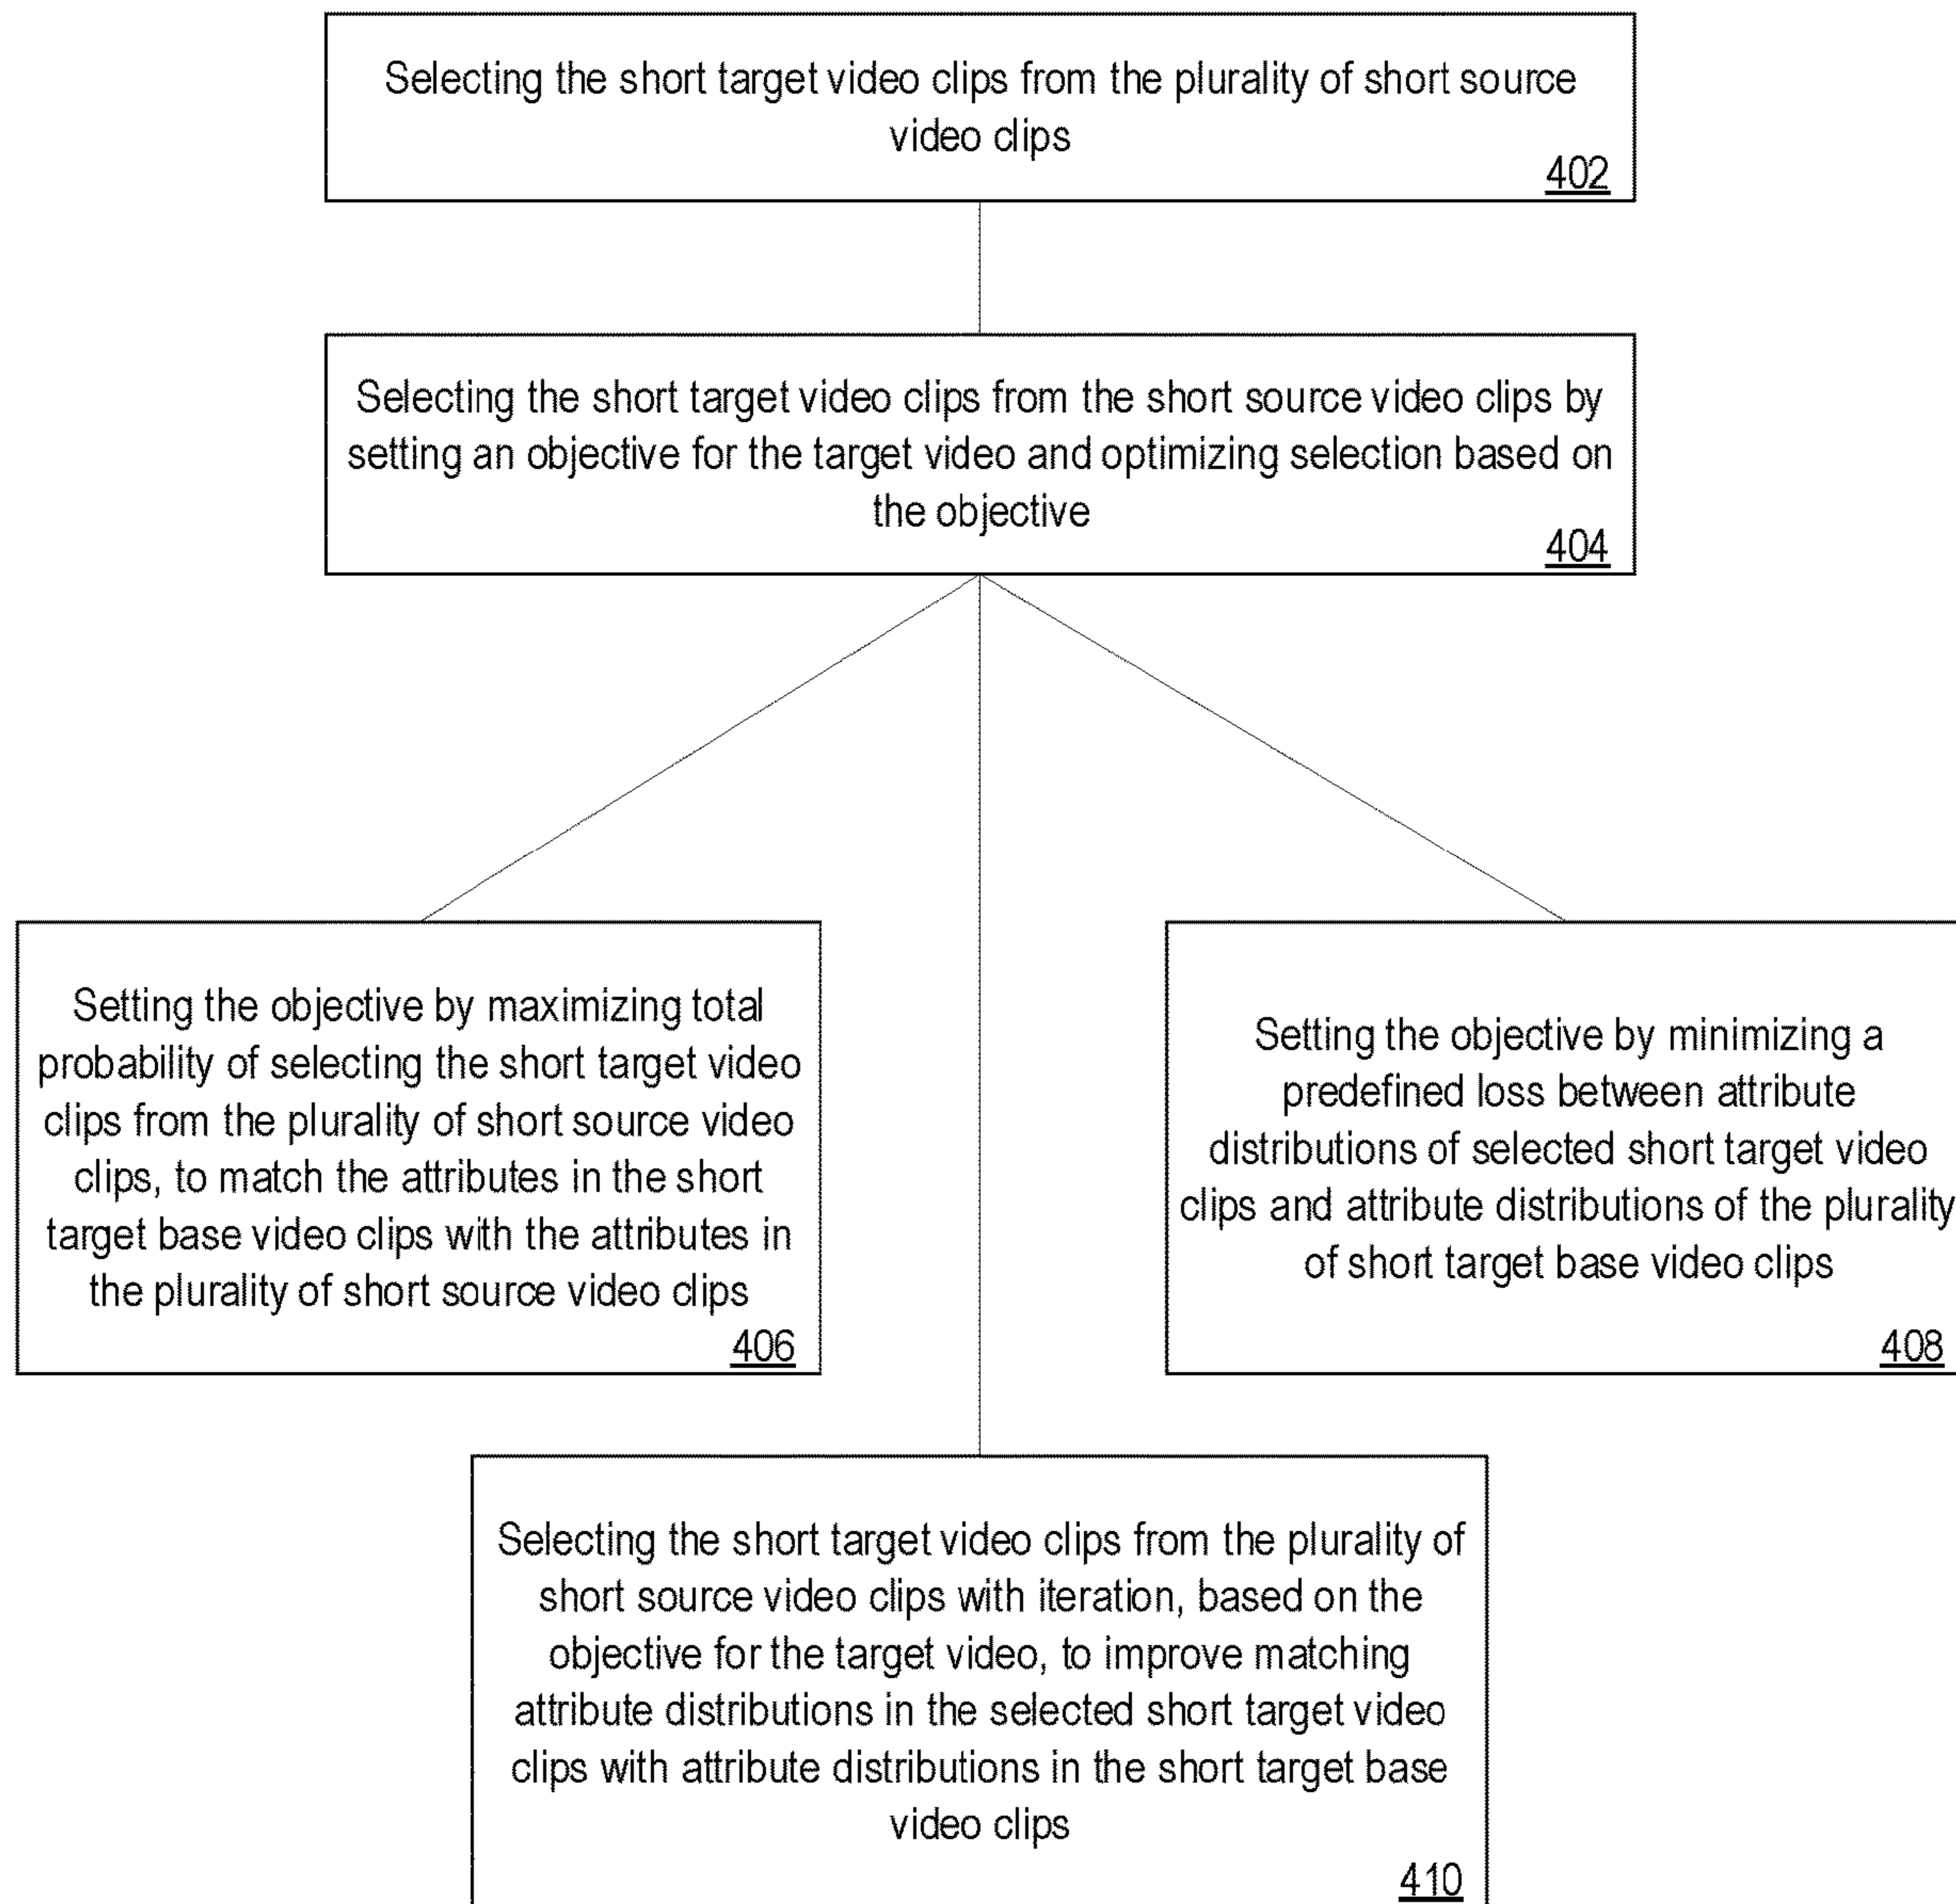 Selecting the short target video clips from the plurality of short source
video clips
402
Selecting the short target video clips from the short source video clips by
setting an objective for the target video and optimizing selection based on
the objective
404
Setting the objective by maximizing total
probability of selecting the short target video
clips from the plurality of short source video
clips, to match the attributes in the short
target base video clips with the attributes in
the plurality of short source video clips
406
Setting the objective by minimizing a
predefined loss between attribute
distributions of selected short target video
clips and attribute distributions of the plurality
of short target base video clips
408
Selecting the short target video clips from the plurality of
short source video clips with iteration, based on the
objective for the target video, to improve matching
attribute distributions in the selected short target video
clips with attribute distributions in the short target base
video clips
410